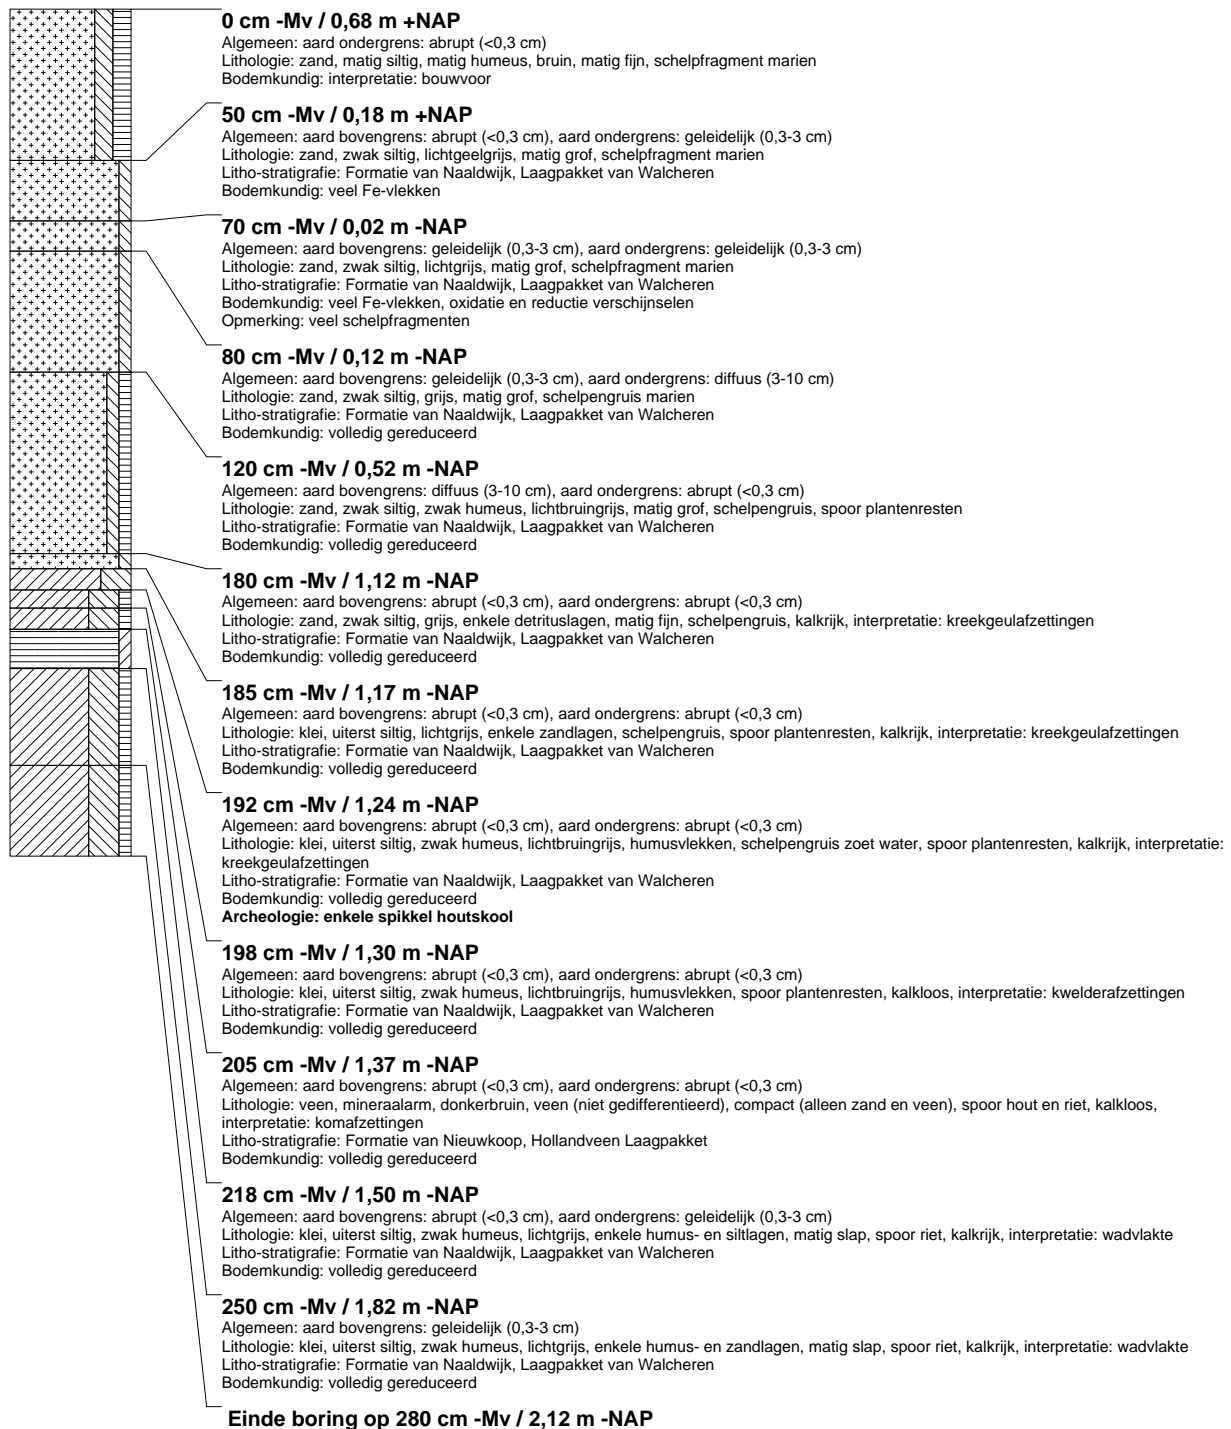 0 cm -Mv / 0,68 m +NAP
Algemeen: aard ondergrens: abrupt (<0,3 cm)
Lithologie: zand, matig siltig, matig humeus, bruin, matig fijn, schelpfragment marien
Bodemkundig: interpretatie: bouwvoor
50 cm -Mv / 0,18 m +NAP
Algemeen: aard bovengrens: abrupt (<0,3 cm), aard ondergrens: geleidelijk (0,3-3 cm)
Lithologie: zand, zwak siltig, lichtgeelgrijs, matig grof, schelpfragment marien
Litho-stratigrafie: Formatie van Naaldwijk, Laagpakket van Walcheren
Bodemkundig: veel Fe-vlekken
70 cm -Mv / 0,02 m -NAP
Algemeen: aard bovengrens: geleidelijk (0,3-3 cm), aard ondergrens: geleidelijk (0,3-3 cm)
Lithologie: zand, zwak siltig, lichtgrijs, matig grof, schelpfragment marien
Litho-stratigrafie: Formatie van Naaldwijk, Laagpakket van Walcheren
Bodemkundig: veel Fe-vlekken, oxidatie en reductie verschijnselen
Opmerking: veel schelpfragmenten
80 cm -Mv / 0,12 m -NAP
Algemeen: aard bovengrens: geleidelijk (0,3-3 cm), aard ondergrens: diffuus (3-10 cm)
Lithologie: zand, zwak siltig, grijs, matig grof, schelpengruis marien
Litho-stratigrafie: Formatie van Naaldwijk, Laagpakket van Walcheren
Bodemkundig: volledig gereduceerd
120 cm -Mv / 0,52 m -NAP
Algemeen: aard bovengrens: diffuus (3-10 cm), aard ondergrens: abrupt (<0,3 cm)
Lithologie: zand, zwak siltig, zwak humeus, lichtbruingrijs, matig grof, schelpengruis, spoor plantenresten
Litho-stratigrafie: Formatie van Naaldwijk, Laagpakket van Walcheren
Bodemkundig: volledig gereduceerd
180 cm -Mv / 1,12 m -NAP
Algemeen: aard bovengrens: abrupt (<0,3 cm), aard ondergrens: abrupt (<0,3 cm)
Lithologie: zand, zwak siltig, grijs, enkele detrituslagen, matig fijn, schelpengruis, kalkrijk, interpretatie: kreekgeulafzettingen
Litho-stratigrafie: Formatie van Naaldwijk, Laagpakket van Walcheren
Bodemkundig: volledig gereduceerd
185 cm -Mv / 1,17 m -NAP
Algemeen: aard bovengrens: abrupt (<0,3 cm), aard ondergrens: abrupt (<0,3 cm)
Lithologie: klei, uiterst siltig, lichtgrijs, enkele zandlagen, schelpengruis, spoor plantenresten, kalkrijk, interpretatie: kreekgeulafzettingen
Litho-stratigrafie: Formatie van Naaldwijk, Laagpakket van Walcheren
Bodemkundig: volledig gereduceerd
192 cm -Mv / 1,24 m -NAP
Algemeen: aard bovengrens: abrupt (<0,3 cm), aard ondergrens: abrupt (<0,3 cm)
Lithologie: klei, uiterst siltig, zwak humeus, lichtbruingrijs, humusvlekken, schelpengruis zoet water, spoor plantenresten, kalkrijk, interpretatie:
kreekgeulafzettingen
Litho-stratigrafie: Formatie van Naaldwijk, Laagpakket van Walcheren
Bodemkundig: volledig gereduceerd
Archeologie: enkele spikkel houtskool
198 cm -Mv / 1,30 m -NAP
Algemeen: aard bovengrens: abrupt (<0,3 cm), aard ondergrens: abrupt (<0,3 cm)
Lithologie: klei, uiterst siltig, zwak humeus, lichtbruingrijs, humusvlekken, spoor plantenresten, kalkloos, interpretatie: kwelderafzettingen
Litho-stratigrafie: Formatie van Naaldwijk, Laagpakket van Walcheren
Bodemkundig: volledig gereduceerd
205 cm -Mv / 1,37 m -NAP
Algemeen: aard bovengrens: abrupt (<0,3 cm), aard ondergrens: abrupt (<0,3 cm)
Lithologie: veen, mineraalarm, donkerbruin, veen (niet gedifferentieerd), compact (alleen zand en veen), spoor hout en riet, kalkloos,
interpretatie: komafzettingen
Litho-stratigrafie: Formatie van Nieuwkoop, Hollandveen Laagpakket
Bodemkundig: volledig gereduceerd
218 cm -Mv / 1,50 m -NAP
Algemeen: aard bovengrens: abrupt (<0,3 cm), aard ondergrens: geleidelijk (0,3-3 cm)
Lithologie: klei, uiterst siltig, zwak humeus, lichtgrijs, enkele humus- en siltlagen, matig slap, spoor riet, kalkrijk, interpretatie: wadvlakte
Litho-stratigrafie: Formatie van Naaldwijk, Laagpakket van Walcheren
Bodemkundig: volledig gereduceerd
250 cm -Mv / 1,82 m -NAP
Algemeen: aard bovengrens: geleidelijk (0,3-3 cm)
Lithologie: klei, uiterst siltig, zwak humeus, lichtgrijs, enkele humus- en zandlagen, matig slap, spoor riet, kalkrijk, interpretatie: wadvlakte
Litho-stratigrafie: Formatie van Naaldwijk, Laagpakket van Walcheren
Bodemkundig: volledig gereduceerd
Einde boring op 280 cm -Mv / 2,12 m -NAP